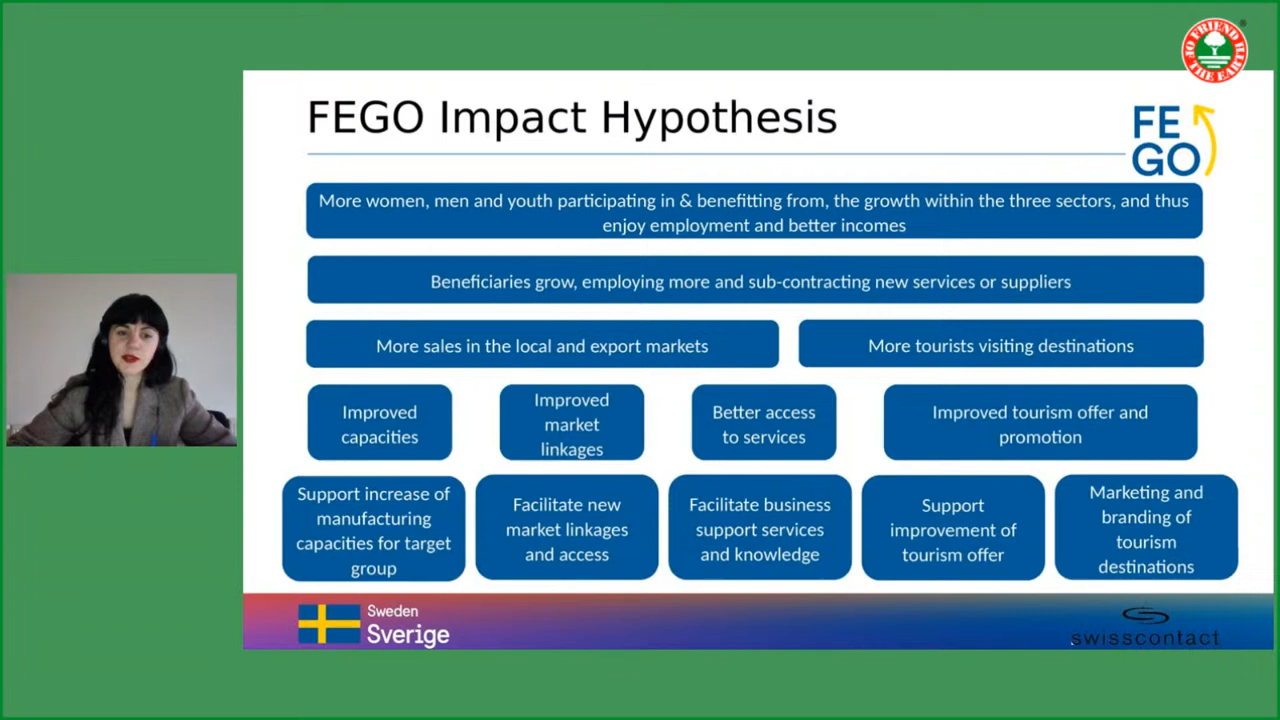 FRIEND OF THE EARTH
FEGO Impact Hypothesis
FE
GO
More women, men and youth participating in & benefitting from, the growth within the three sectors, and thus
enjoy employment and better incomes
Beneficiaries grow, employing more and sub-contracting new services or suppliers
More sales in the local and export markets
More tourists visiting destinations
Improved
capacities
Improved
market
linkages
Better access
to services
Improved tourism offer and
promotion
Support increase of
manufacturing
capacities for target
group
Facilitate new
market linkages
and access
Facilitate business
support services
and knowledge
Support
improvement of
tourism offer
Marketing and
branding of
tourism
destinations
Sweden
Sverige
swisscontact